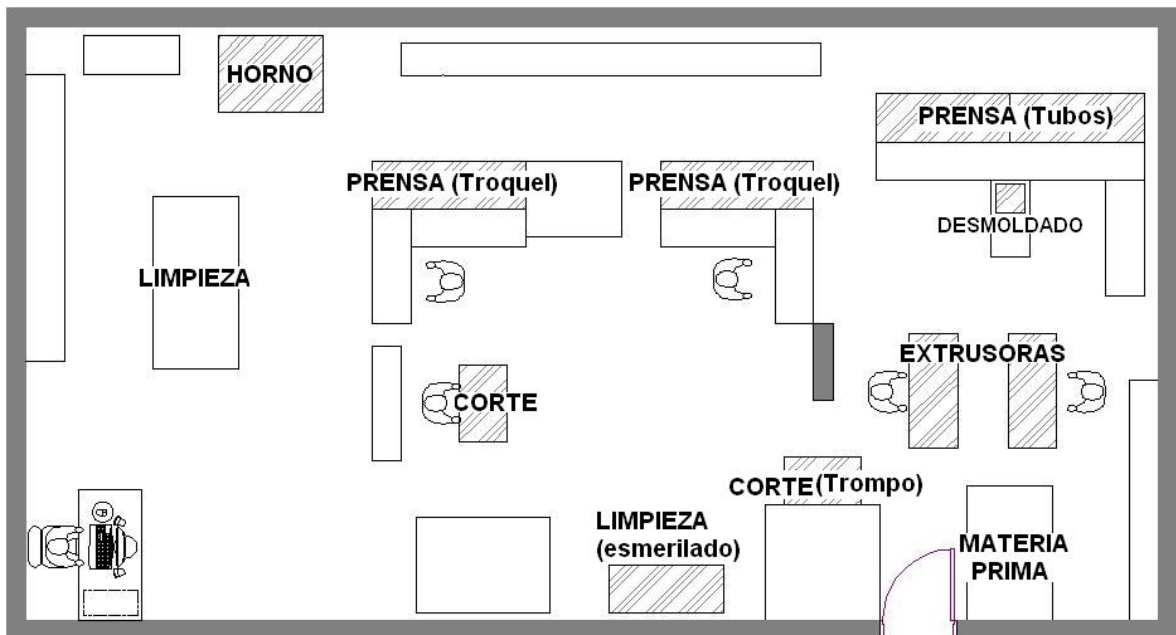 HORNO
PRENSA (Tubos)
PRENSA (Troquel)
PRENSA (Troquel)
DESMOLDADO
LIMPIEZA
EXTRUSORAS
CORTE
CORTE (Trompo)
LIMPIEZA
(esmerilado)
MATERIA
PRIMA